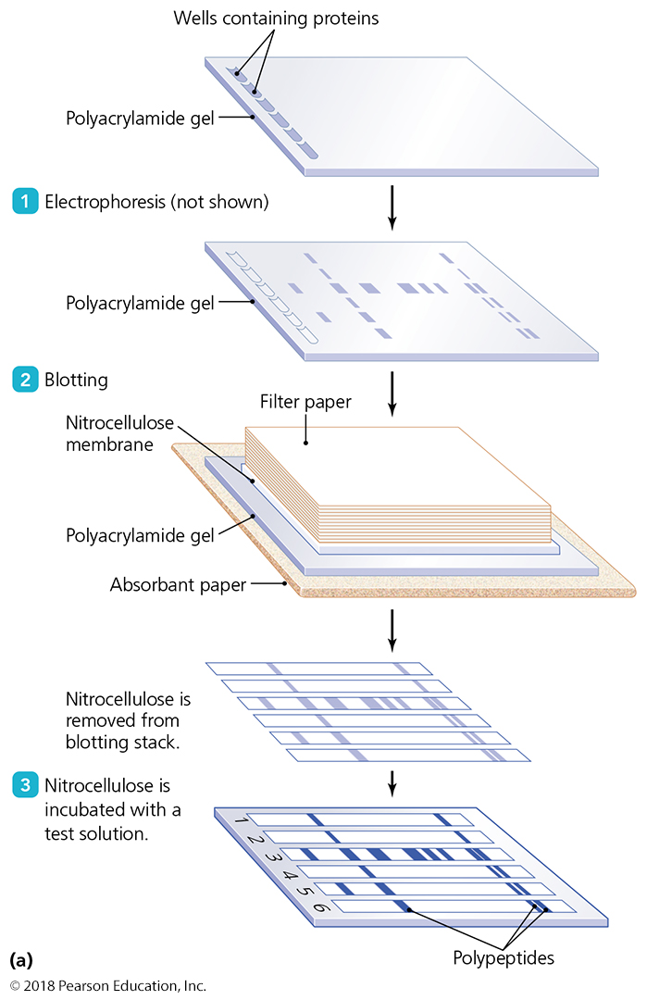 Wells containing proteins
Polyacrylamide gel
1 Electrophoresis (not shown)
Polyacrylamide gel
2 Blotting
Filter paper
Nitrocellulose
membrane
Polyacrylamide gel
Absorbant paper
Nitrocellulose is
removed from
blotting stack.
3 Nitrocellulose is
incubated with a
test solution.
1
2
3
4
5
6
Polypeptides
(a)
© 2018 Pearson Education, Inc.